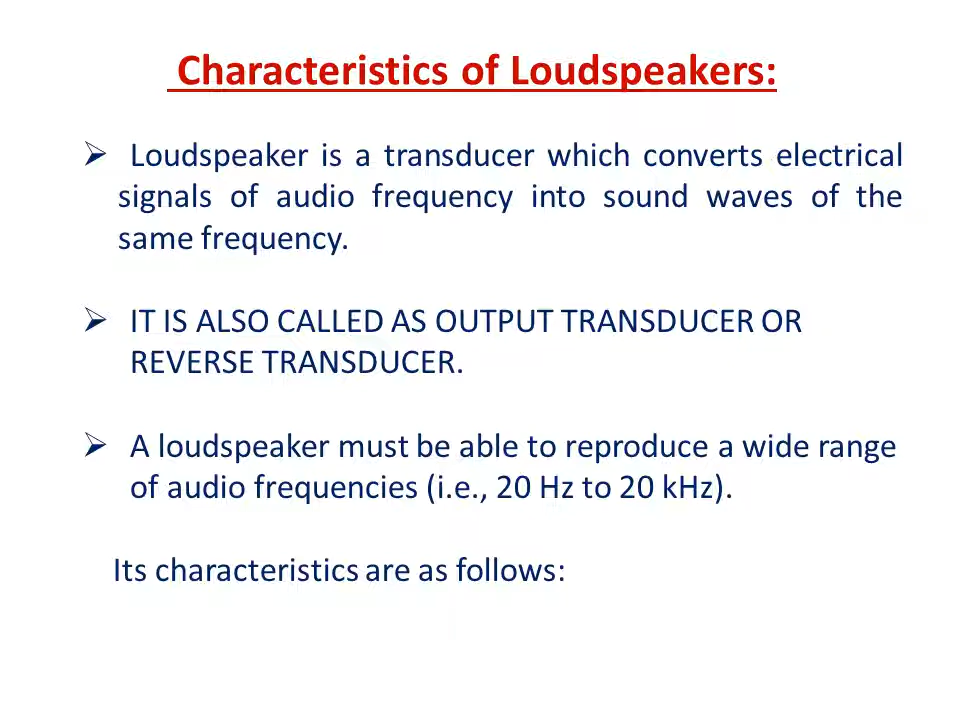 Characteristics of Loudspeakers:
➢ Loudspeaker is a transducer which converts electrical
signals of audio frequency into sound waves of the
same frequency.
➢ IT IS ALSO CALLED AS OUTPUT TRANSDUCER OR
REVERSE TRANSDUCER.
➢ A loudspeaker must be able to reproduce a wide range
of audio frequencies (i.e., 20 Hz to 20 kHz).
Its characteristics are as follows: